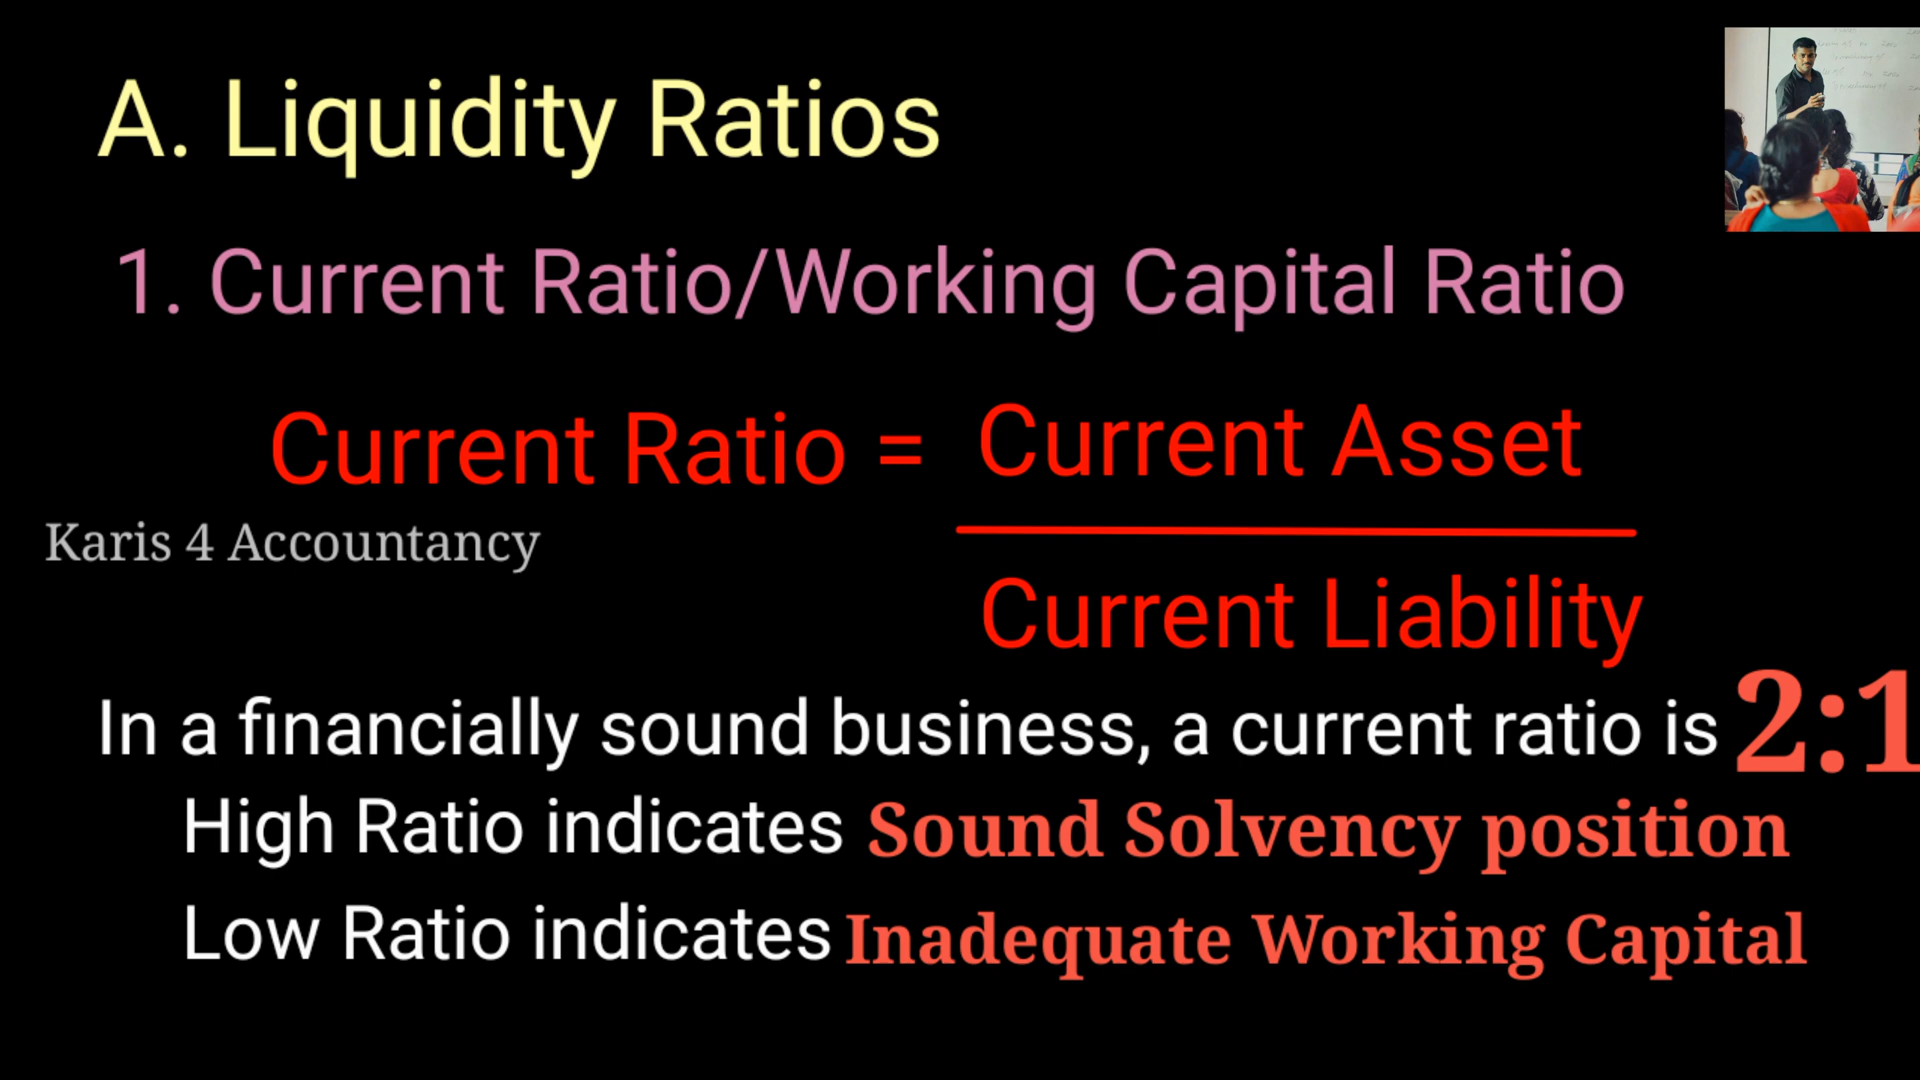 A. Liquidity Ratios
1. Current Ratio/Working Capital Ratio
Current Ratio = Current Asset
Karis 4 Accountancy
Current Liability
In a financially sound business, a current ratio is 2:1
High Ratio indicates Sound Solvency position
Low Ratio indicates Inadequate Working Capital